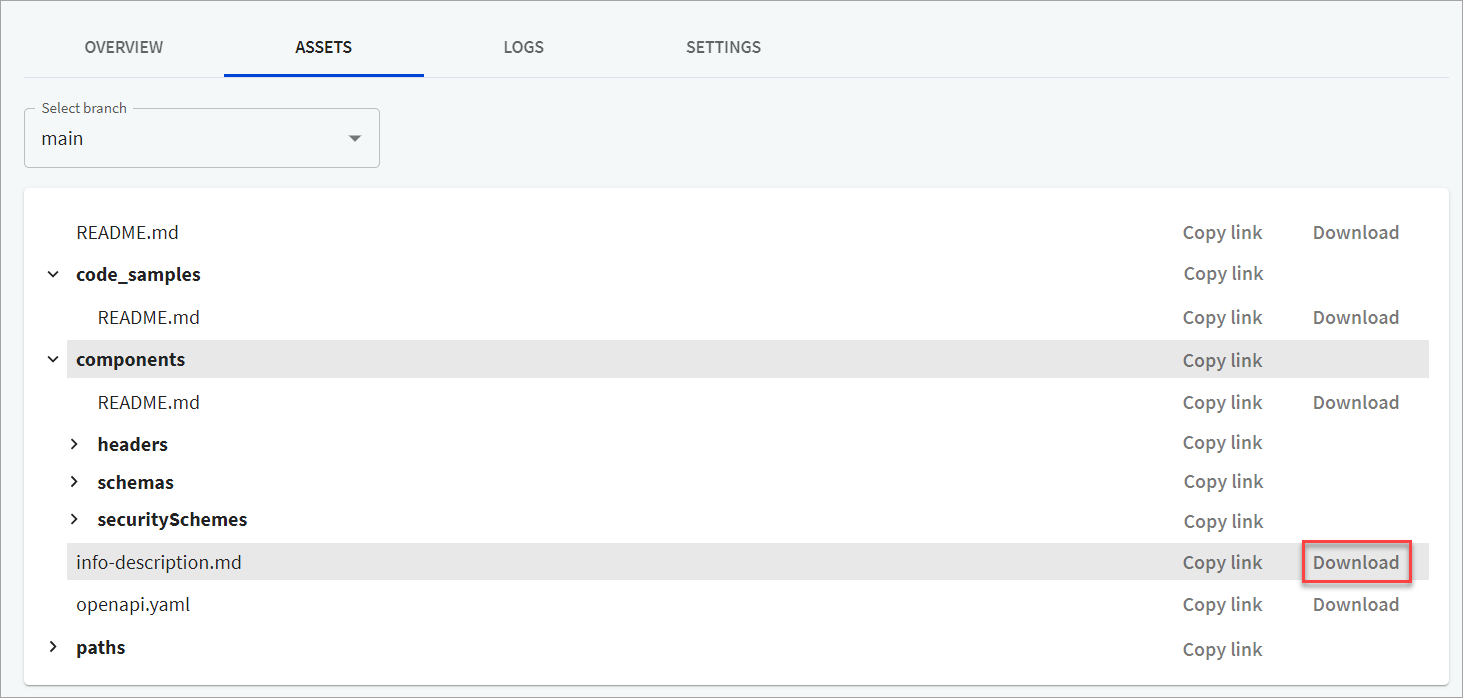 OVERVIEW ASSETS LOGS SETTINGS
Select branch
main
README.md Copy link Download
code_samples Copy link
README.md Copy link Download
components Copy link
README.md Copy link Download
headers Copy link
schemas Copy link
securitySchemes Copy link
info-description.md Copy link Download
openapi.yaml Copy link Download
paths Copy link